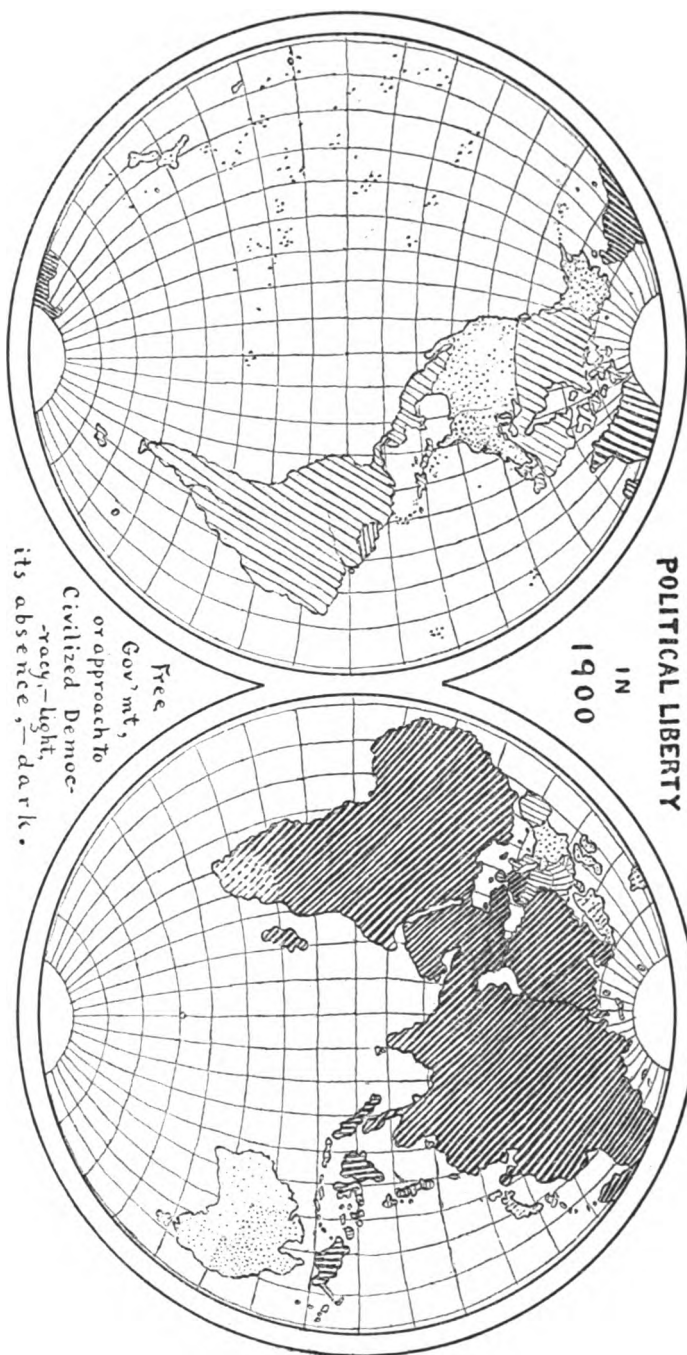 POLITICAL LIBERTY
IN
1900
Free
Gov'mt,
or approach to
Civilized Democ-
-racy,—light,
its absence,—dark.